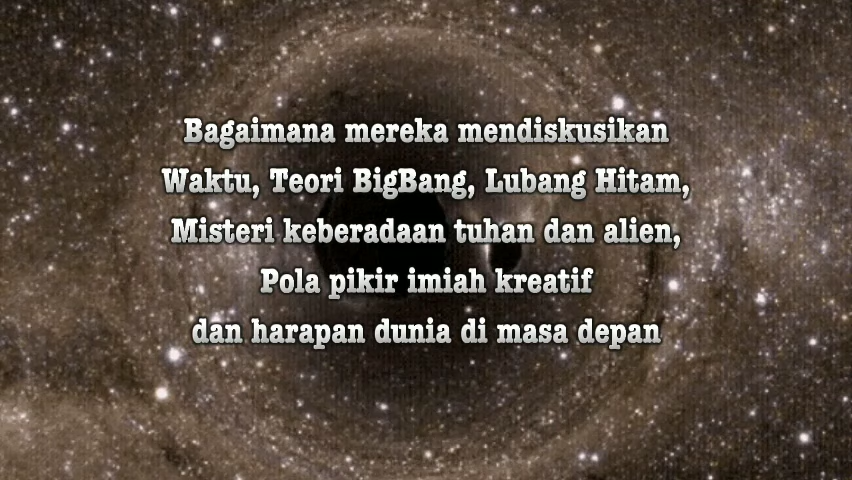 Bagaimana mereka mendiskusikan
Waktu, Teori BigBang, Lubang Hitam,
Misteri keberadaan tuhan dan alien,
Pola pikir imiah kreatif
dan harapan dunia di masa depan